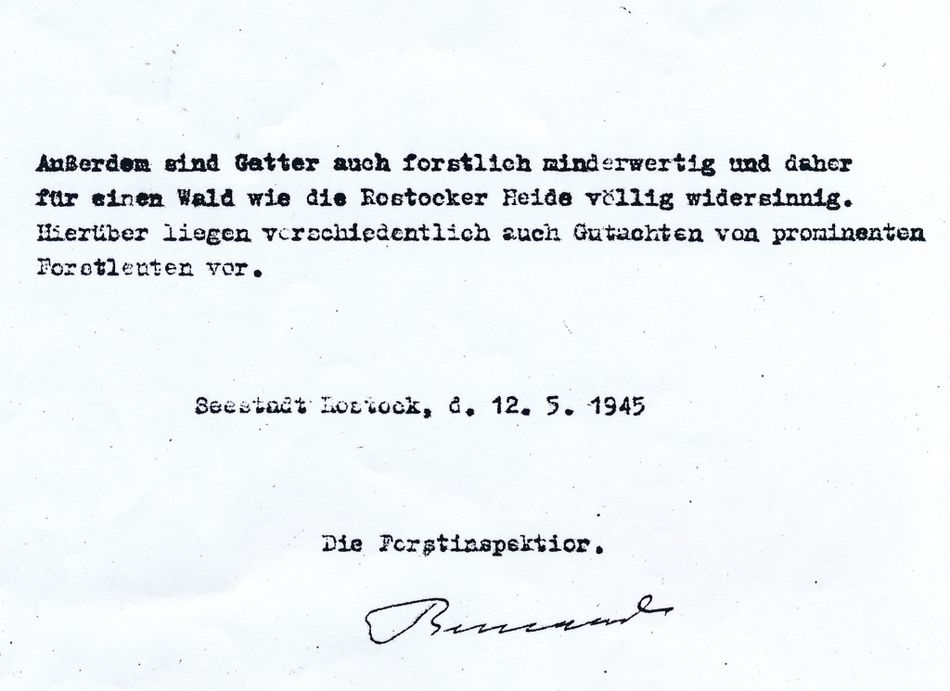 Außerdem sind Gatter auch forstlich minderwertig und daher
für einen Wald wie die Rostocker Heide völlig widersinnig.
Hierüber liegen verschiedentlich auch Gutachten von prominenten
Forstleuten vor.
Seestadt Rostock, d. 12. 5. 1945
Die Forstinspektion.